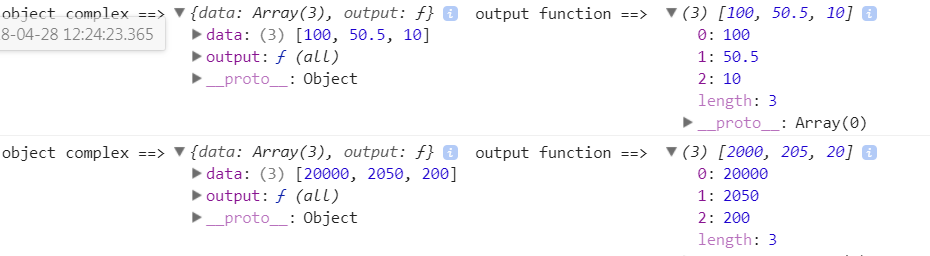 object complex ==> ▼{data: Array(3), output: ƒ} i output function ==> ▼(3) [100, 50.5, 10] i
8-04-28 12:24:23.365 ▶data: (3) [100, 50.5, 10] 0: 100
▶output: ƒ (all) 1: 50.5
▶__proto__: Object 2: 10
length: 3
▶__proto__: Array(0)
object complex ==> ▼{data: Array(3), output: ƒ} i output function ==> ▼(3) [2000, 205, 20] i
▶data: (3) [20000, 2050, 200] 0: 20000
▶output: ƒ (all) 1: 2050
▶__proto__: Object 2: 200
length: 3